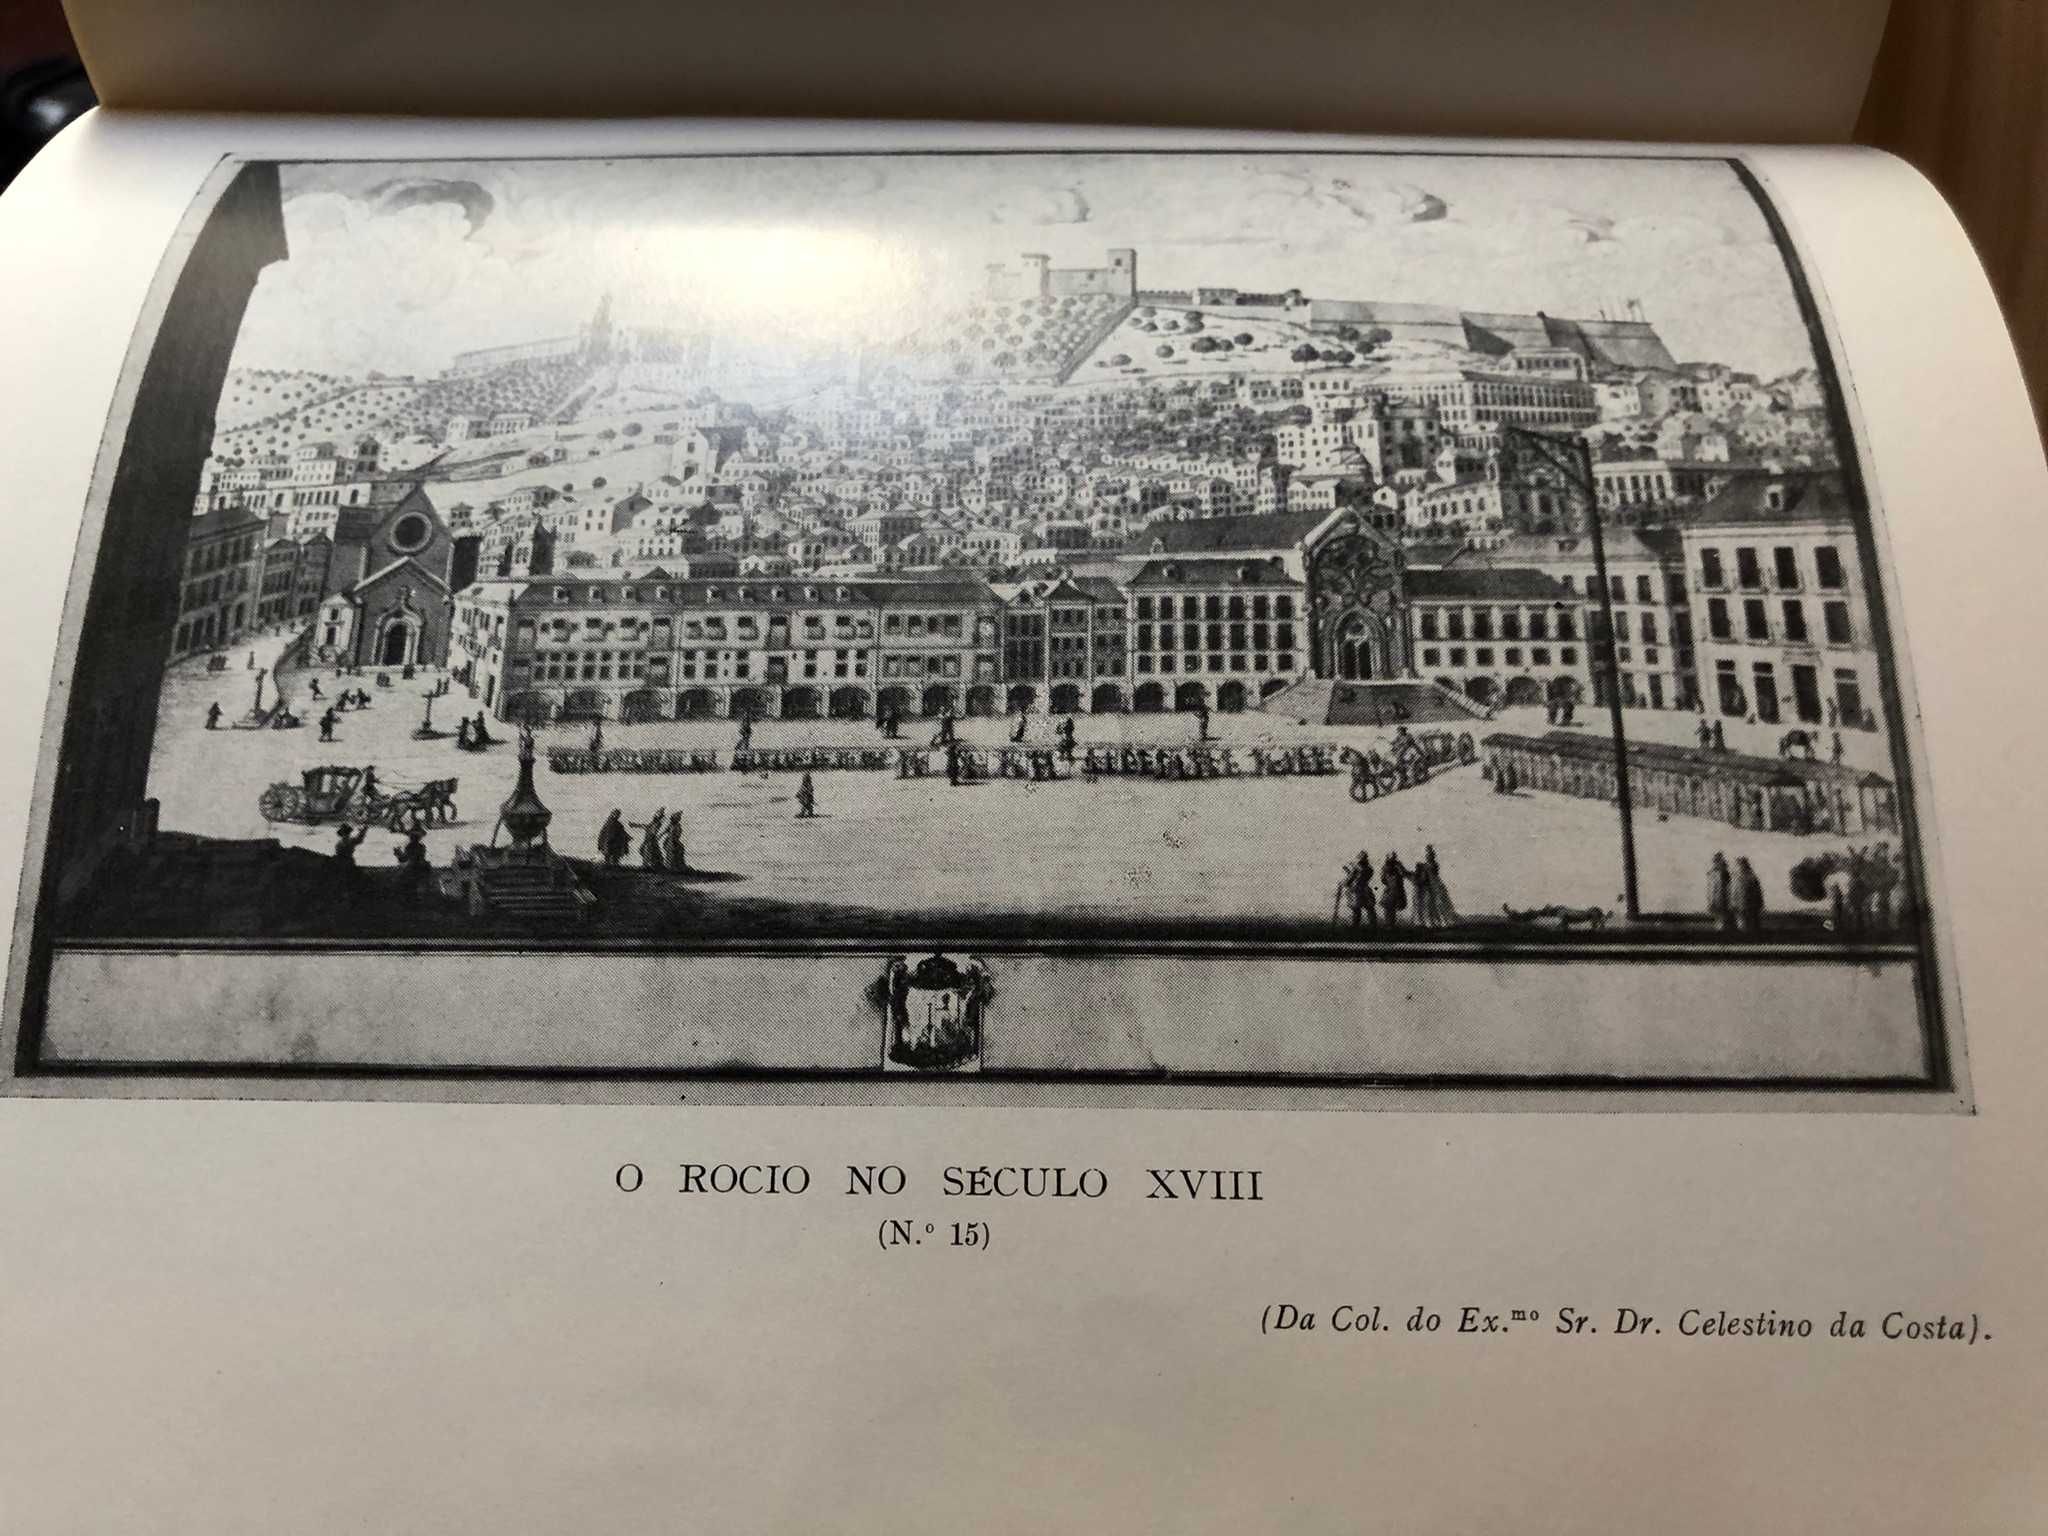 O ROCIO NO SÉCULO XVIII
(N.º 15)
(Da Col. do Ex.ᵐᵒ Sr. Dr. Celestino da Costa).